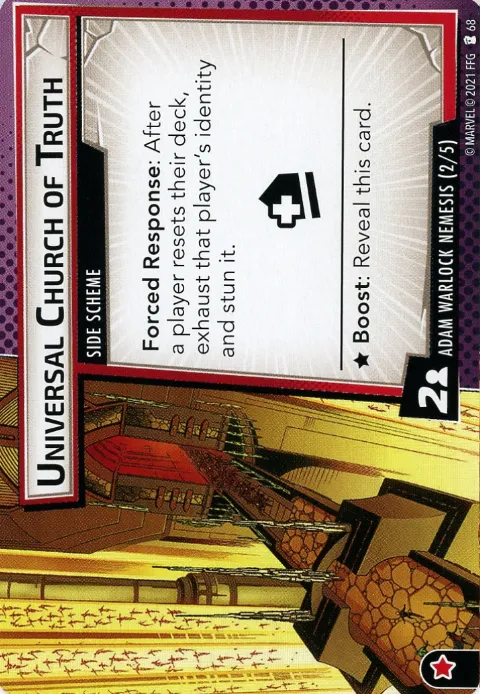 UNIVERSAL CHURCH OF TRUTH
SIDE SCHEME
Forced Response: After
a player resets their deck,
exhaust that player's identity
and stun it.
★ Boost: Reveal this card.
2
ADAM WARLOCK NEMESIS (2/5)
© MARVEL © 2021 FFG 68